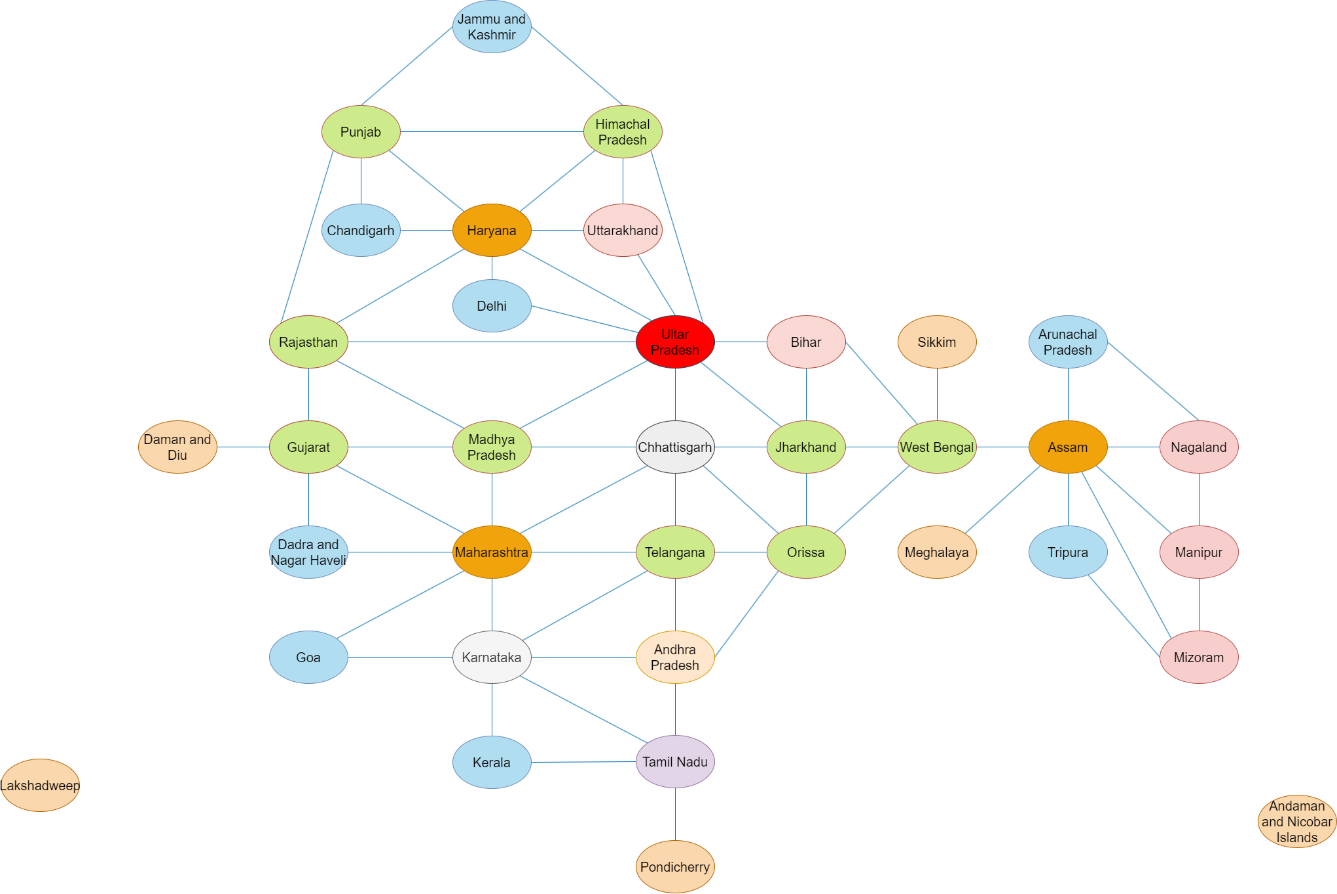 Jammu and
Kashmir
Punjab
Himachal
Pradesh
Chandigarh
Haryana
Uttarakhand
Delhi
Rajasthan
Ultar
Pradesh
Bihar
Sikkim
Arunachal
Pradesh
Daman and
Diu
Gujarat
Madhya
Pradesh
Chhattisgarh
Jharkhand
West Bengal
Assam
Nagaland
Dadra and
Nagar Haveli
Maharashtra
Telangana
Orissa
Meghalaya
Tripura
Manipur
Goa
Karnataka
Andhra
Pradesh
Mizoram
Kerala
Tamil Nadu
Lakshadweep
Andaman
and Nicobar
Islands
Pondicherry